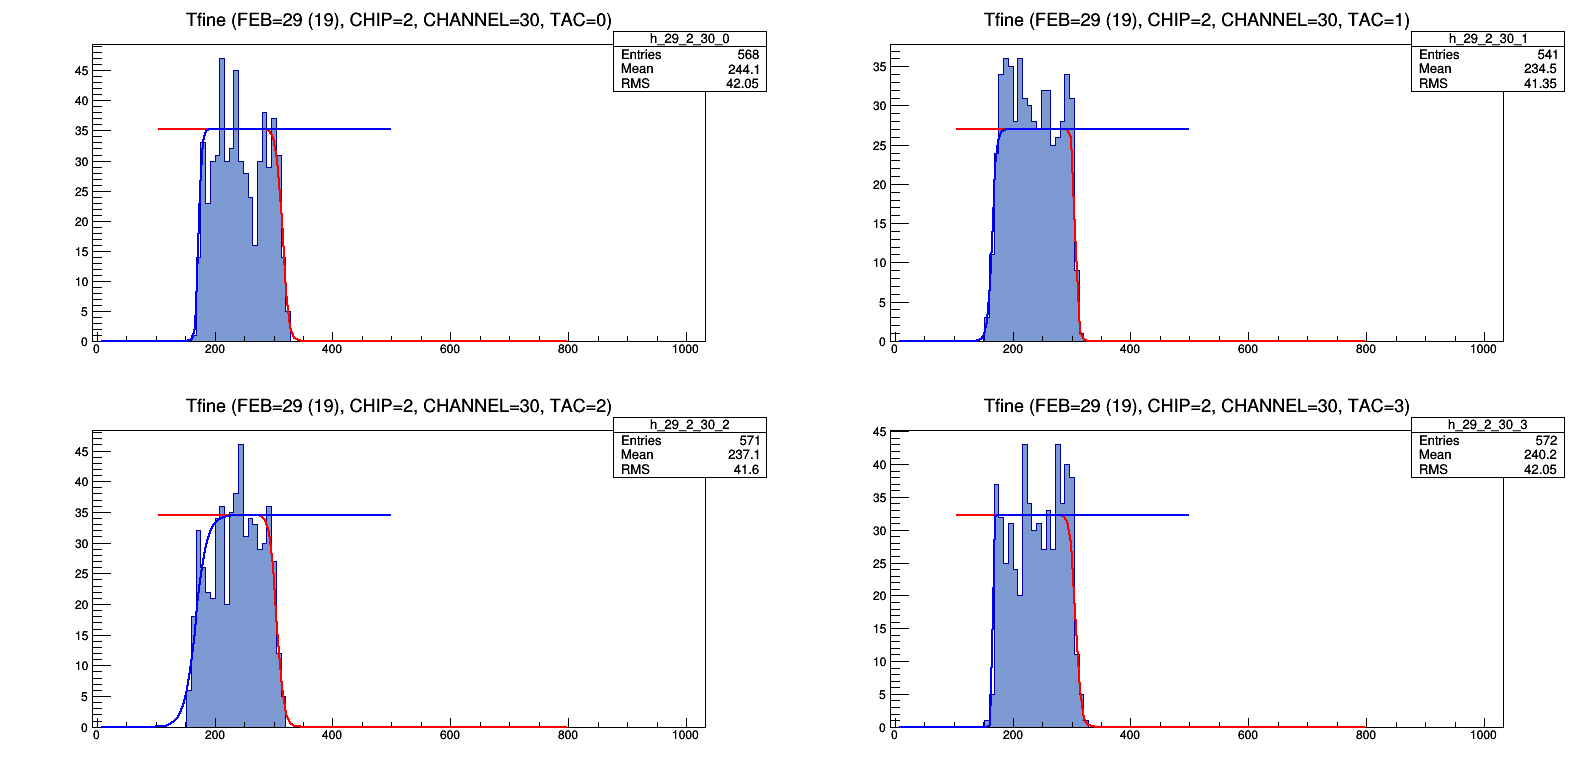 Tfine (FEB=29 (19), CHIP=2, CHANNEL=30, TAC=0)
h_29_2_30_0
Entries 568
Mean 244.1
RMS 42.05
45
40
35
30
25
20
15
10
5
0
0 200 400 600 800 1000
Tfine (FEB=29 (19), CHIP=2, CHANNEL=30, TAC=1)
h_29_2_30_1
Entries 541
Mean 234.5
RMS 41.35
35
30
25
20
15
10
5
0
0 200 400 600 800 1000
Tfine (FEB=29 (19), CHIP=2, CHANNEL=30, TAC=2)
h_29_2_30_2
Entries 571
Mean 237.1
RMS 41.6
45
40
35
30
25
20
15
10
5
0
0 200 400 600 800 1000
Tfine (FEB=29 (19), CHIP=2, CHANNEL=30, TAC=3)
h_29_2_30_3
Entries 572
Mean 240.2
RMS 42.05
45
40
35
30
25
20
15
10
5
0
0 200 400 600 800 1000